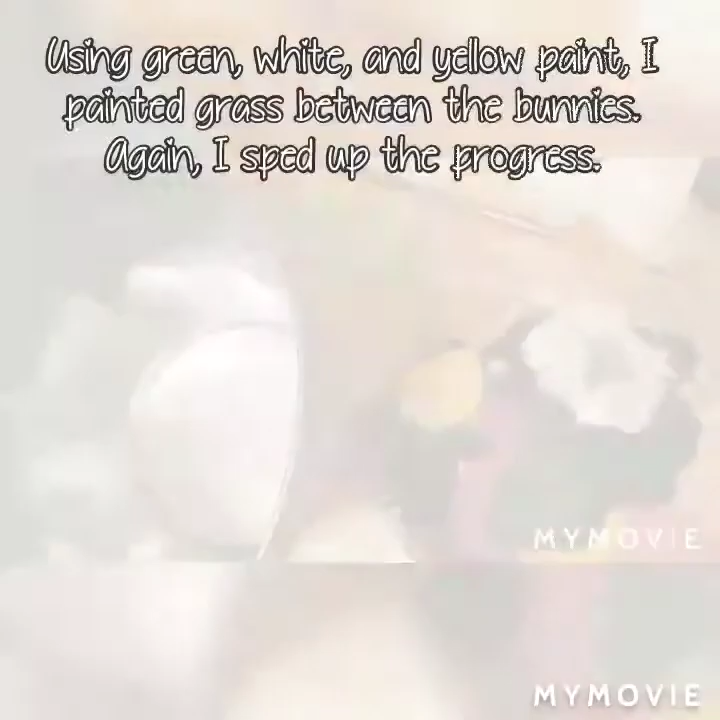 Using green, white, and yellow paint, I
painted grass between the bunnies.
Again, I sped up the progress.
MYMOVIE
MYMOVIE